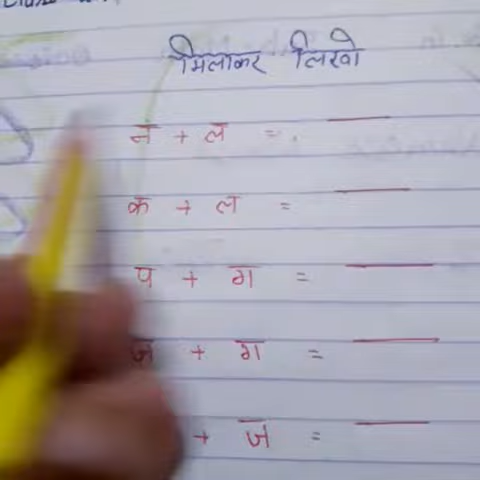 मिलाकर लिखो
न + ल =
क + ल =
प + ग =
ज + ग =
+ ज =